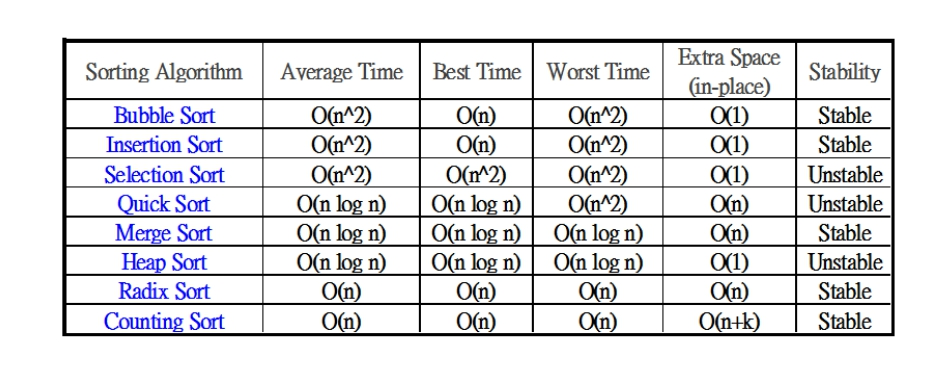 Sorting Algorithm Average Time Best Time Worst Time Extra Space (in-place) Stability
Bubble Sort O(n^2) O(n) O(n^2) O(1) Stable
Insertion Sort O(n^2) O(n) O(n^2) O(1) Stable
Selection Sort O(n^2) O(n^2) O(n^2) O(1) Unstable
Quick Sort O(n log n) O(n log n) O(n^2) O(n) Unstable
Merge Sort O(n log n) O(n log n) O(n log n) O(n) Stable
Heap Sort O(n log n) O(n log n) O(n log n) O(1) Unstable
Radix Sort O(n) O(n) O(n) O(n) Stable
Counting Sort O(n) O(n) O(n) O(n+k) Stable